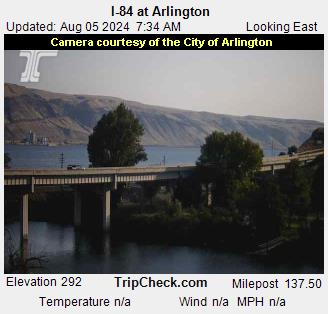 I-84 at Arlington
Updated: Aug 05 2024 7:34 AM Looking East
Camera courtesy of the City of Arlington
Elevation 292 TripCheck.com Milepost 137.50
Temperature n/a Wind n/a MPH n/a